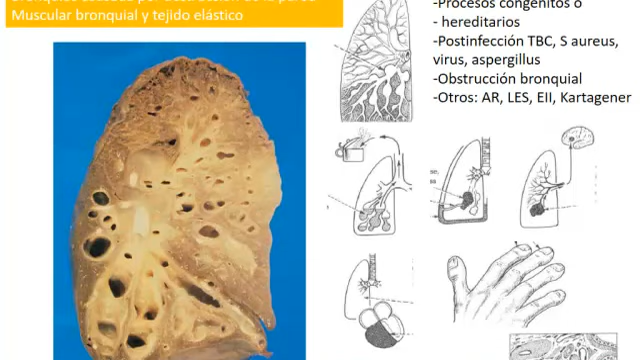 Muscular bronquial y tejido elástico
-Procesos congénitos o
- hereditarios
-Postinfección TBC, S aureus,
virus, aspergillus
-Obstrucción bronquial
-Otros: AR, LES, EII, Kartagener